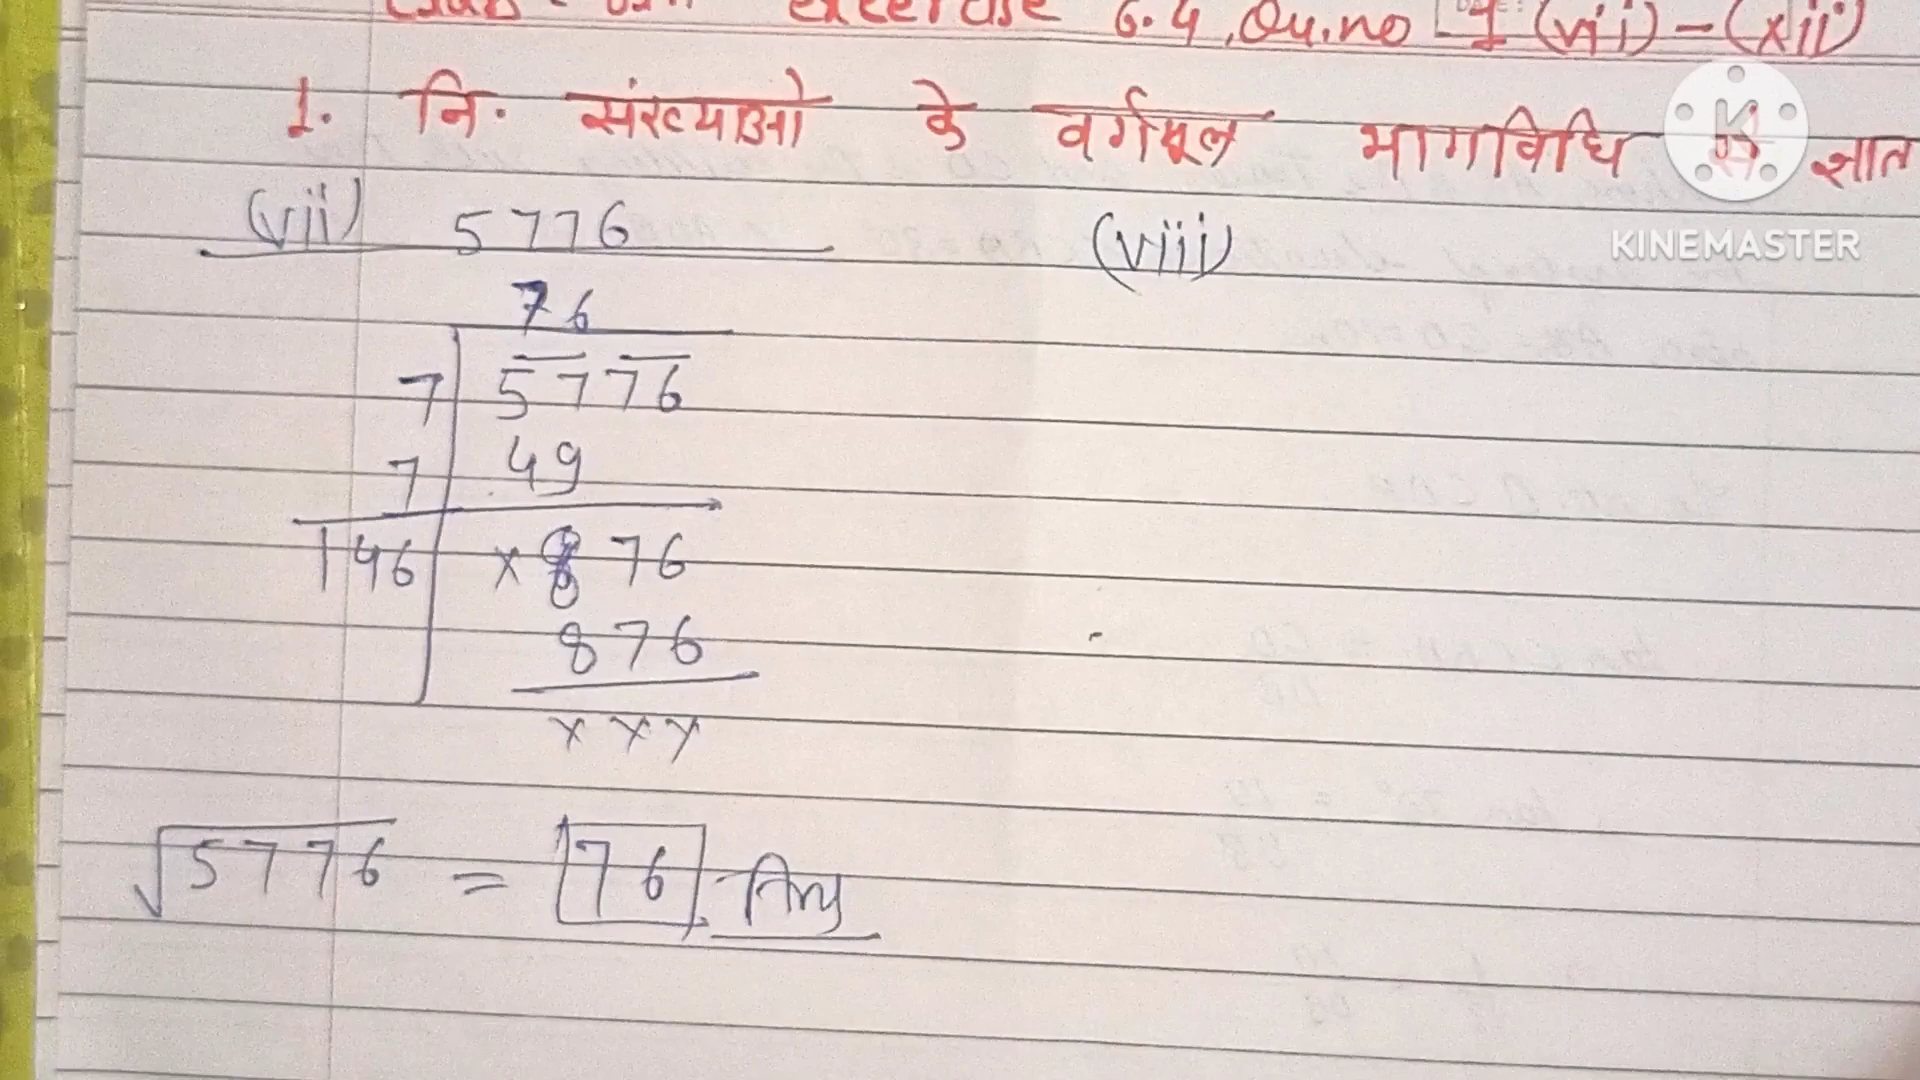 exercise 6.4, Qu.no 1 (vii) - (xii)
1. नि. संख्याओ के वर्गमूल भागविधि से ज्ञात
(vii) 5776 (viii)
76
7 5776
7 49
146 × 876
876
× × ×
√5776 = 76 Ans
K
KINEMASTER